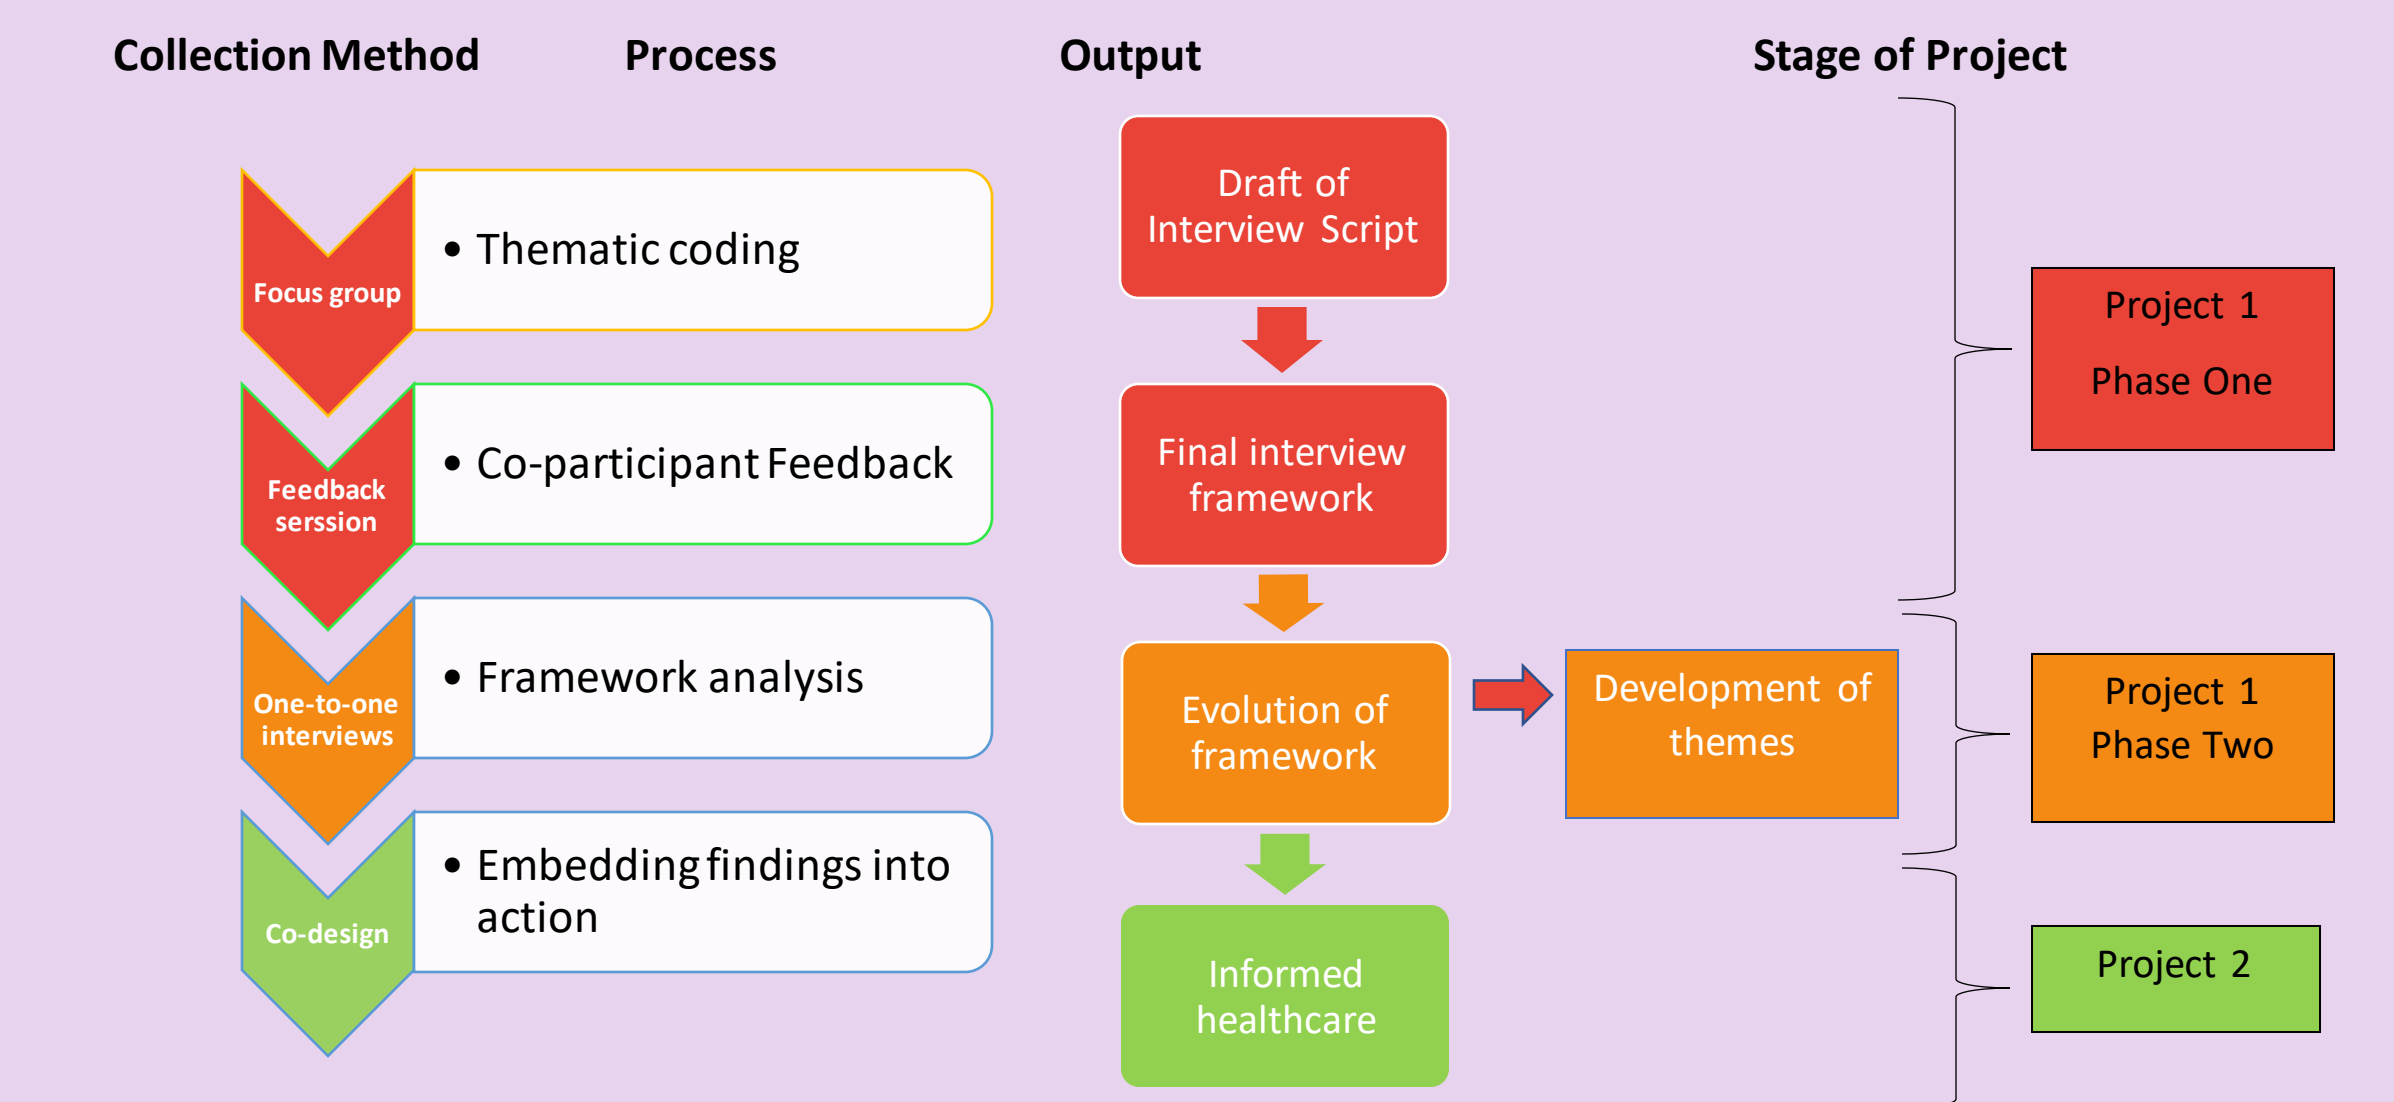 Collection Method
Process
Output
Stage of Project
Focus group
• Thematic coding
Draft of
Interview Script
Feedback
serssion
• Co-participant Feedback
Final interview
framework
Project 1
Phase One
One-to-one
interviews
• Framework analysis
Evolution of
framework
Development of
themes
Project 1
Phase Two
Co-design
• Embedding findings into
action
Informed
healthcare
Project 2